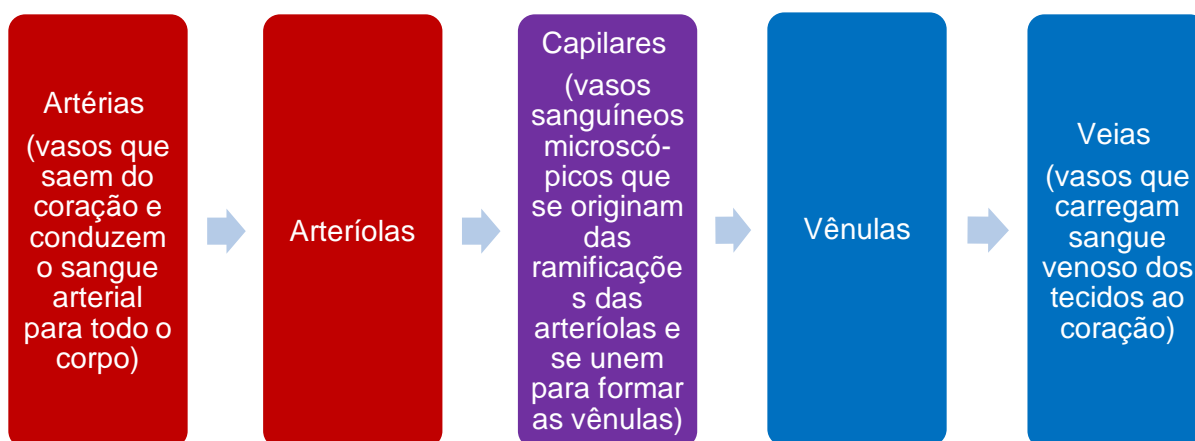 Artérias
(vasos que
saem do
coração e
conduzem
o sangue
arterial
para todo o
corpo)
Arteríolas
Capilares
(vasos
sanguíneos
microscó-
picos que
se originam
das
ramificaçõe
s das
arteríolas e
se unem
para formar
as vênulas)
Vênulas
Veias
(vasos que
carregam
sangue
venoso dos
tecidos ao
coração)